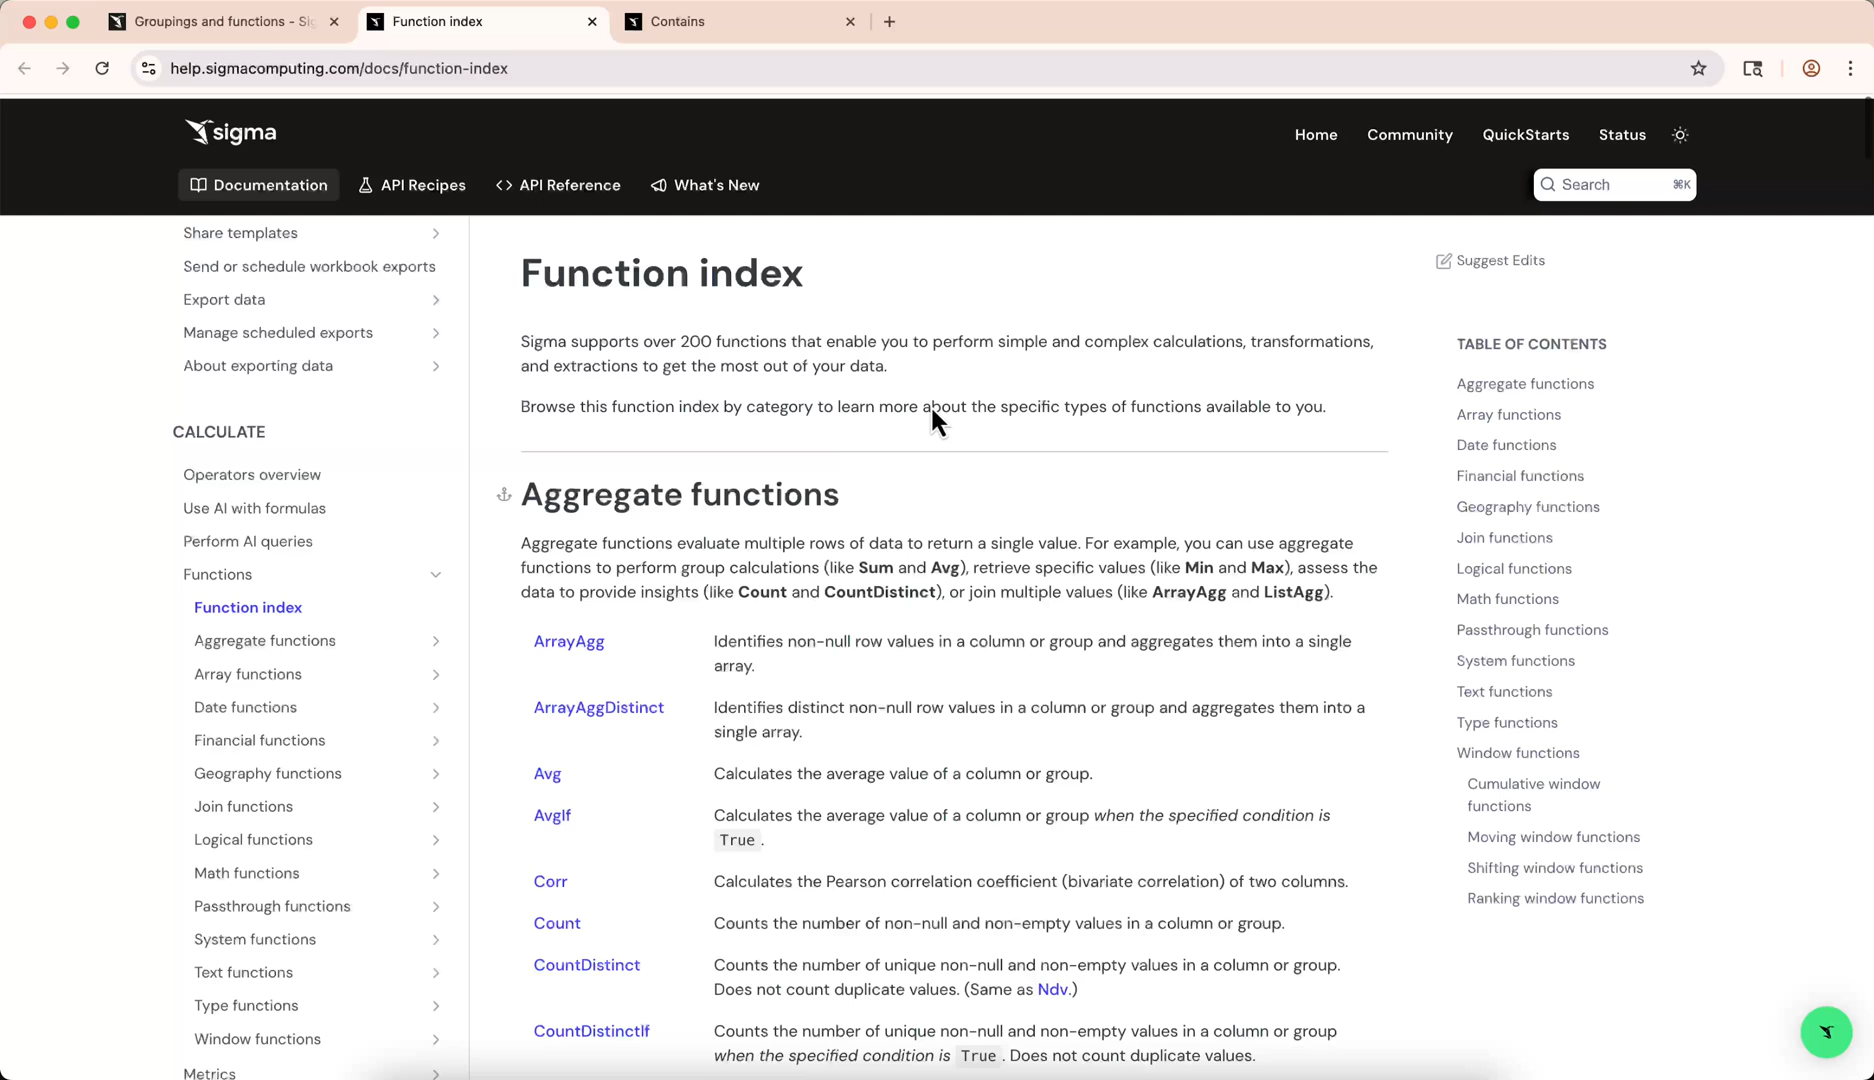 Groupings and functions - Si
Function index
Contains
help.sigmacomputing.com/docs/function-index
sigma
Home
Community
QuickStarts
Status
Documentation
API Recipes
API Reference
What's New
Search
⌘K
Share templates
Send or schedule workbook exports
Export data
Manage scheduled exports
About exporting data
CALCULATE
Operators overview
Use AI with formulas
Perform AI queries
Functions
Function index
Aggregate functions
Array functions
Date functions
Financial functions
Geography functions
Join functions
Logical functions
Math functions
Passthrough functions
System functions
Text functions
Type functions
Window functions
Metrics
Function index
Sigma supports over 200 functions that enable you to perform simple and complex calculations, transformations,
and extractions to get the most out of your data.
Browse this function index by category to learn more about the specific types of functions available to you.
Aggregate functions
Aggregate functions evaluate multiple rows of data to return a single value. For example, you can use aggregate
functions to perform group calculations (like Sum and Avg), retrieve specific values (like Min and Max), assess the
data to provide insights (like Count and CountDistinct), or join multiple values (like ArrayAgg and ListAgg).
ArrayAgg
Identifies non-null row values in a column or group and aggregates them into a single
array.
ArrayAggDistinct
Identifies distinct non-null row values in a column or group and aggregates them into a
single array.
Avg
Calculates the average value of a column or group.
AvgIf
Calculates the average value of a column or group when the specified condition is
True .
Corr
Calculates the Pearson correlation coefficient (bivariate correlation) of two columns.
Count
Counts the number of non-null and non-empty values in a column or group.
CountDistinct
Counts the number of unique non-null and non-empty values in a column or group.
Does not count duplicate values. (Same as Ndv.)
CountDistinctIf
Counts the number of unique non-null and non-empty values in a column or group
when the specified condition is True . Does not count duplicate values.
Suggest Edits
TABLE OF CONTENTS
Aggregate functions
Array functions
Date functions
Financial functions
Geography functions
Join functions
Logical functions
Math functions
Passthrough functions
System functions
Text functions
Type functions
Window functions
Cumulative window
functions
Moving window functions
Shifting window functions
Ranking window functions